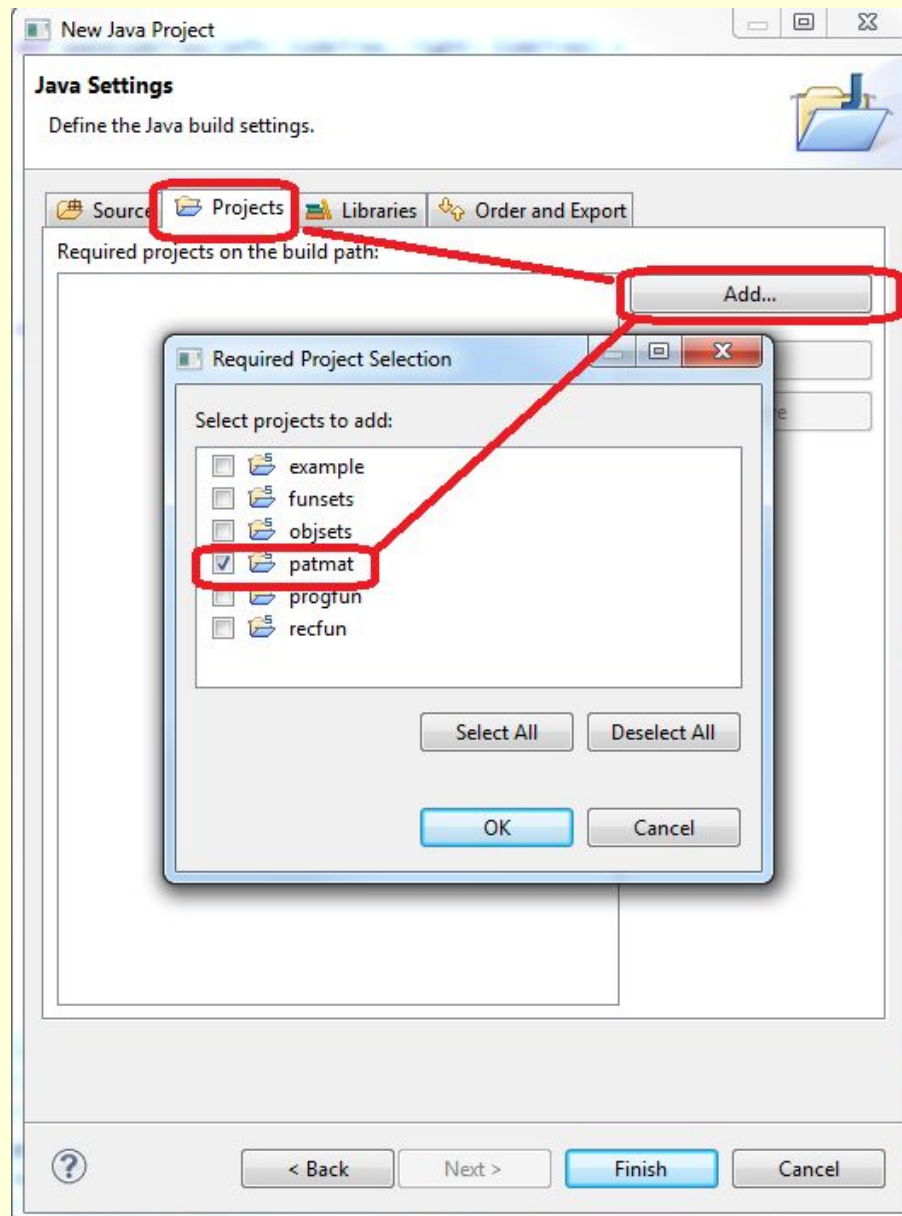 New Java Project
Java Settings
Define the Java build settings.
Source Projects Libraries Order and Export
Required projects on the build path:
Add...
Required Project Selection
Select projects to add:
example
funsets
objsets
patmat
progfun
recfun
Select All Deselect All
OK Cancel
< Back Next > Finish Cancel